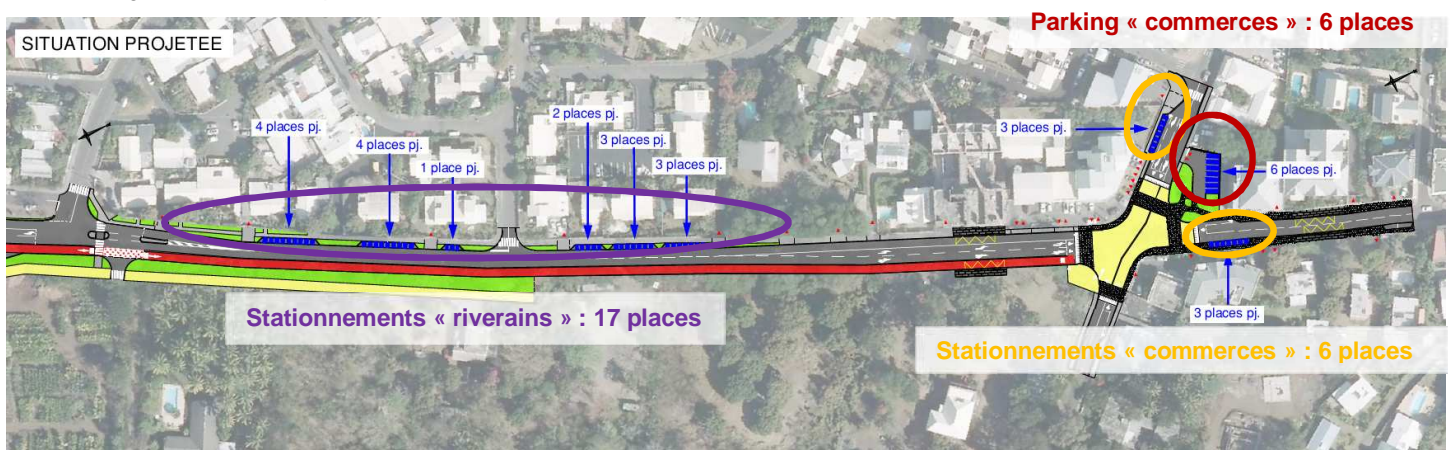 Parking « commerces » : 6 places
SITUATION PROJETEE
4 places pj.
4 places pj.
1 place pj.
2 places pj.
3 places pj.
3 places pj.
3 places pj.
6 places pj.
3 places pj.
Stationnements « riverains » : 17 places
Stationnements « commerces » : 6 places